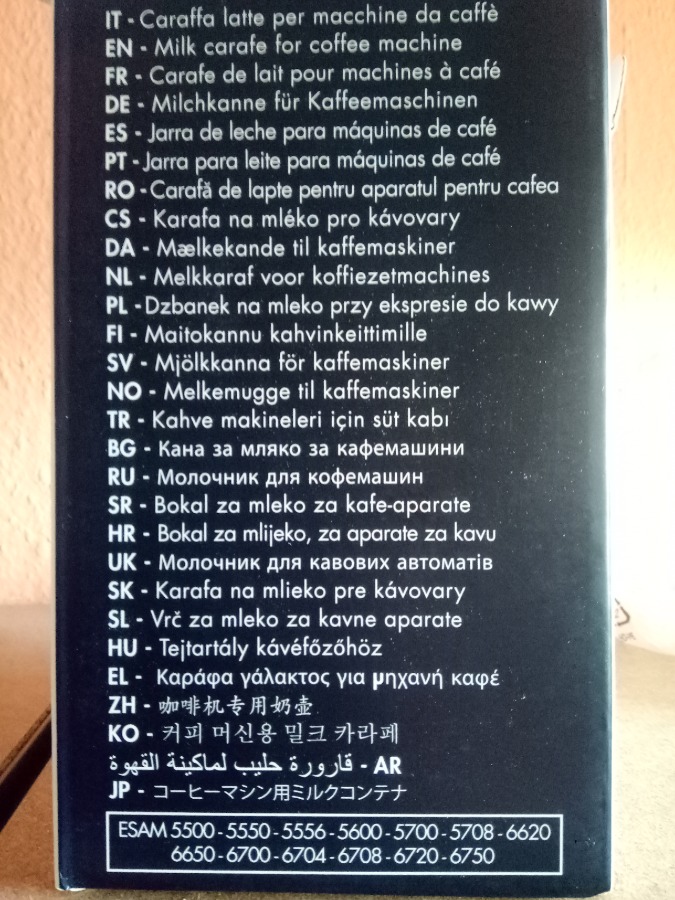 IT - Caraffa latte per macchine da caffè
EN - Milk carafe for coffee machine
FR - Carafe de lait pour machines à café
DE - Milchkanne für Kaffeemaschinen
ES - Jarra de leche para máquinas de café
PT - Jarra para leite para máquinas de café
RO - Carafă de lapte pentru aparatul pentru cafea
CS - Karafa na mléko pro kávovary
DA - Mælkekande til kaffemaskiner
NL - Melkkaraf voor koffiezetmachines
PL - Dzbanek na mleko przy ekspresie do kawy
FI - Maitokannu kahvinkeittimille
SV - Mjölkkanna för kaffemaskiner
NO - Melkemugge til kaffemaskiner
TR - Kahve makineleri için süt kabı
BG - Кана за мляко за кафемашини
RU - Молочник для кофемашин
SR - Bokal za mleko za kafe-aparate
HR - Bokal za mlijeko, za aparate za kavu
UK - Молочник для кавових автоматів
SK - Karafa na mlieko pre kávovary
SL - Vrč za mleko za kavne aparate
HU - Tejtartály kávéfőzőhöz
EL - Καράφα γάλακτος για μηχανή καφέ
ZH - 咖啡机专用奶壶
KO - 커피 머신용 밀크 카라페
AR - قارورة حليب لماكينة القهوة
JP - コーヒーマシン用ミルクコンテナ
ESAM 5500 - 5550 - 5556 - 5600 - 5700 - 5708 - 6620
6650 - 6700 - 6704 - 6708 - 6720 - 6750